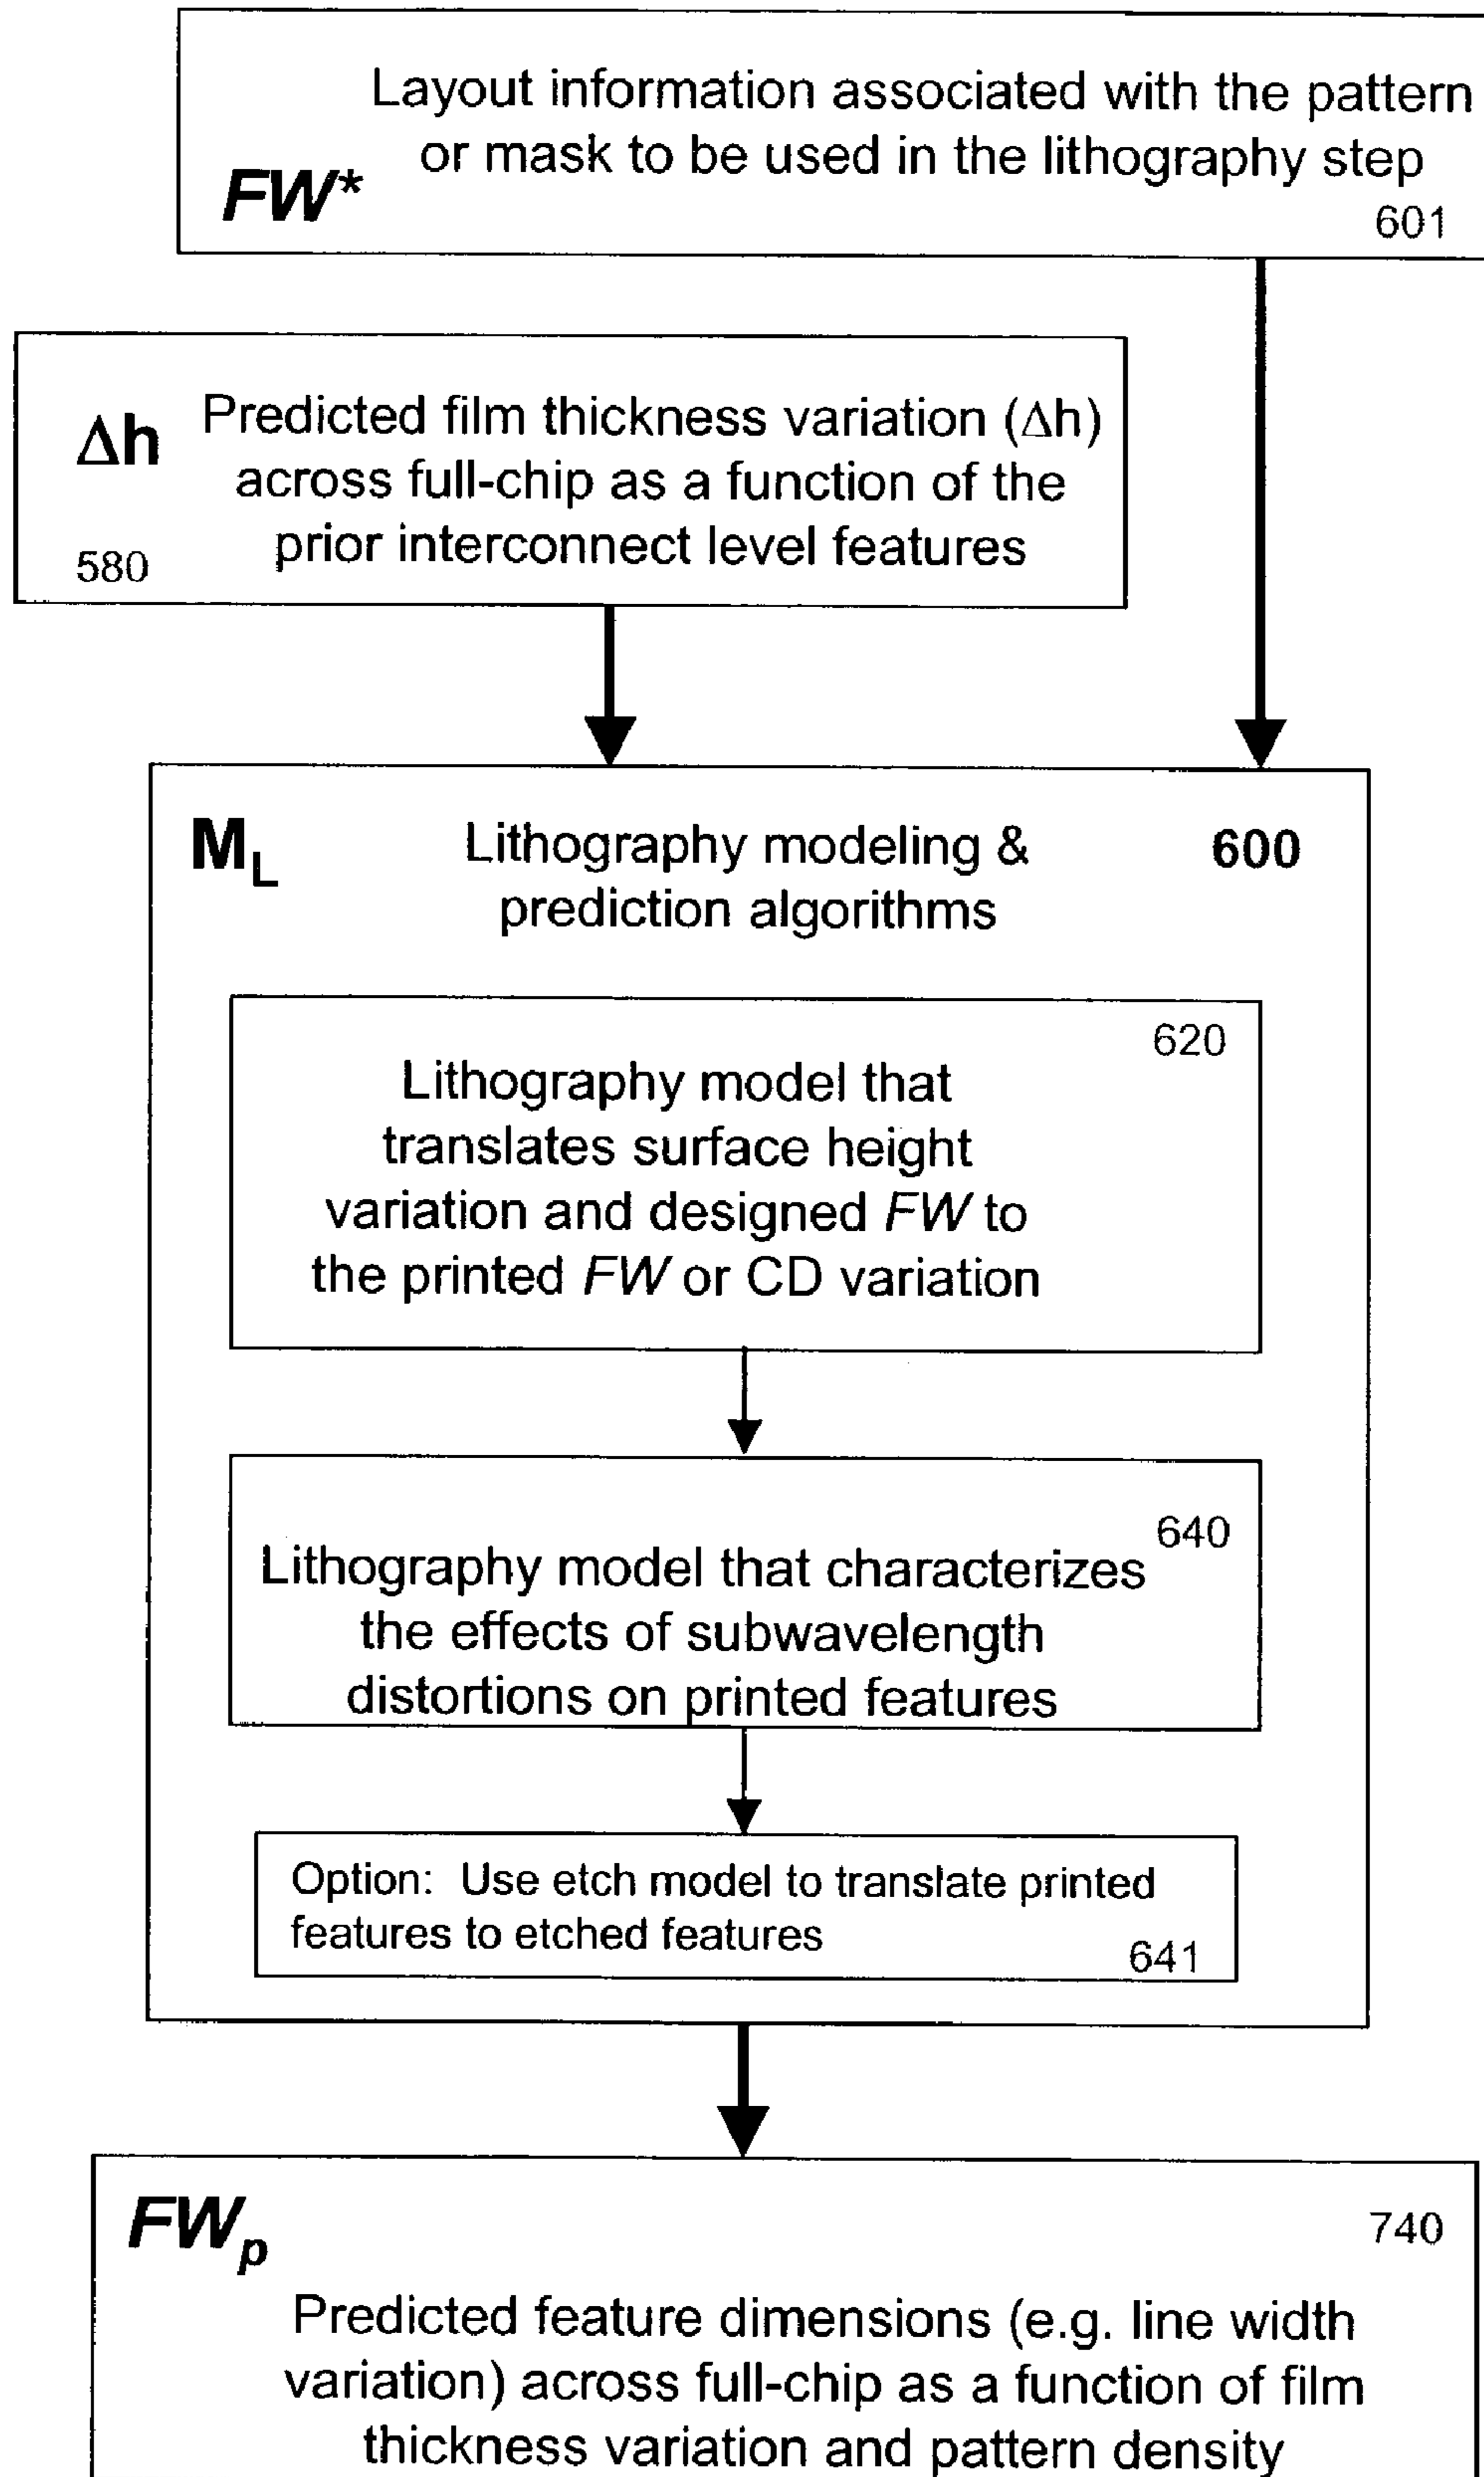 Layout information associated with the pattern
or mask to be used in the lithography step
FW*
601
Δh
Predicted film thickness variation (Δh)
across full-chip as a function of the
prior interconnect level features
580
M_L
Lithography modeling &
prediction algorithms
600
620
Lithography model that
translates surface height
variation and designed FW to
the printed FW or CD variation
640
Lithography model that characterizes
the effects of subwavelength
distortions on printed features
Option: Use etch model to translate printed
features to etched features
641
FW_p
740
Predicted feature dimensions (e.g. line width
variation) across full-chip as a function of film
thickness variation and pattern density